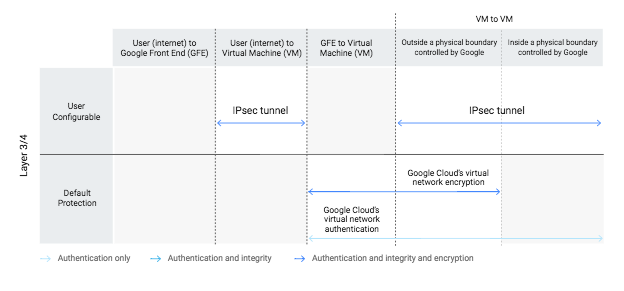 VM to VM
User (internet) to
Google Front End (GFE)
User (internet) to
Virtual Machine (VM)
GFE to Virtual
Machine (VM)
Outside a physical boundary
controlled by Google
Inside a physical boundary
controlled by Google
Layer 3/4
User
Configurable
IPsec tunnel
IPsec tunnel
Default
Protection
Google Cloud's virtual
network encryption
Google Cloud's
virtual network
authentication
Authentication only
Authentication and integrity
Authentication and integrity and encryption